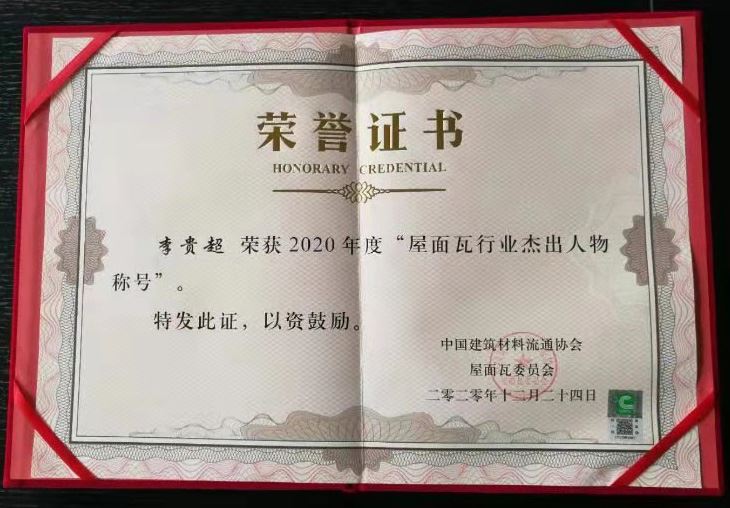 荣誉证书
HONORARY CREDENTIAL
李贵超 荣获2020年度“屋面瓦行业杰出人物
称号”。
特发此证，以资鼓励。
中国建筑材料流通协会
屋面瓦委员会
二零二零年十二月二十四日